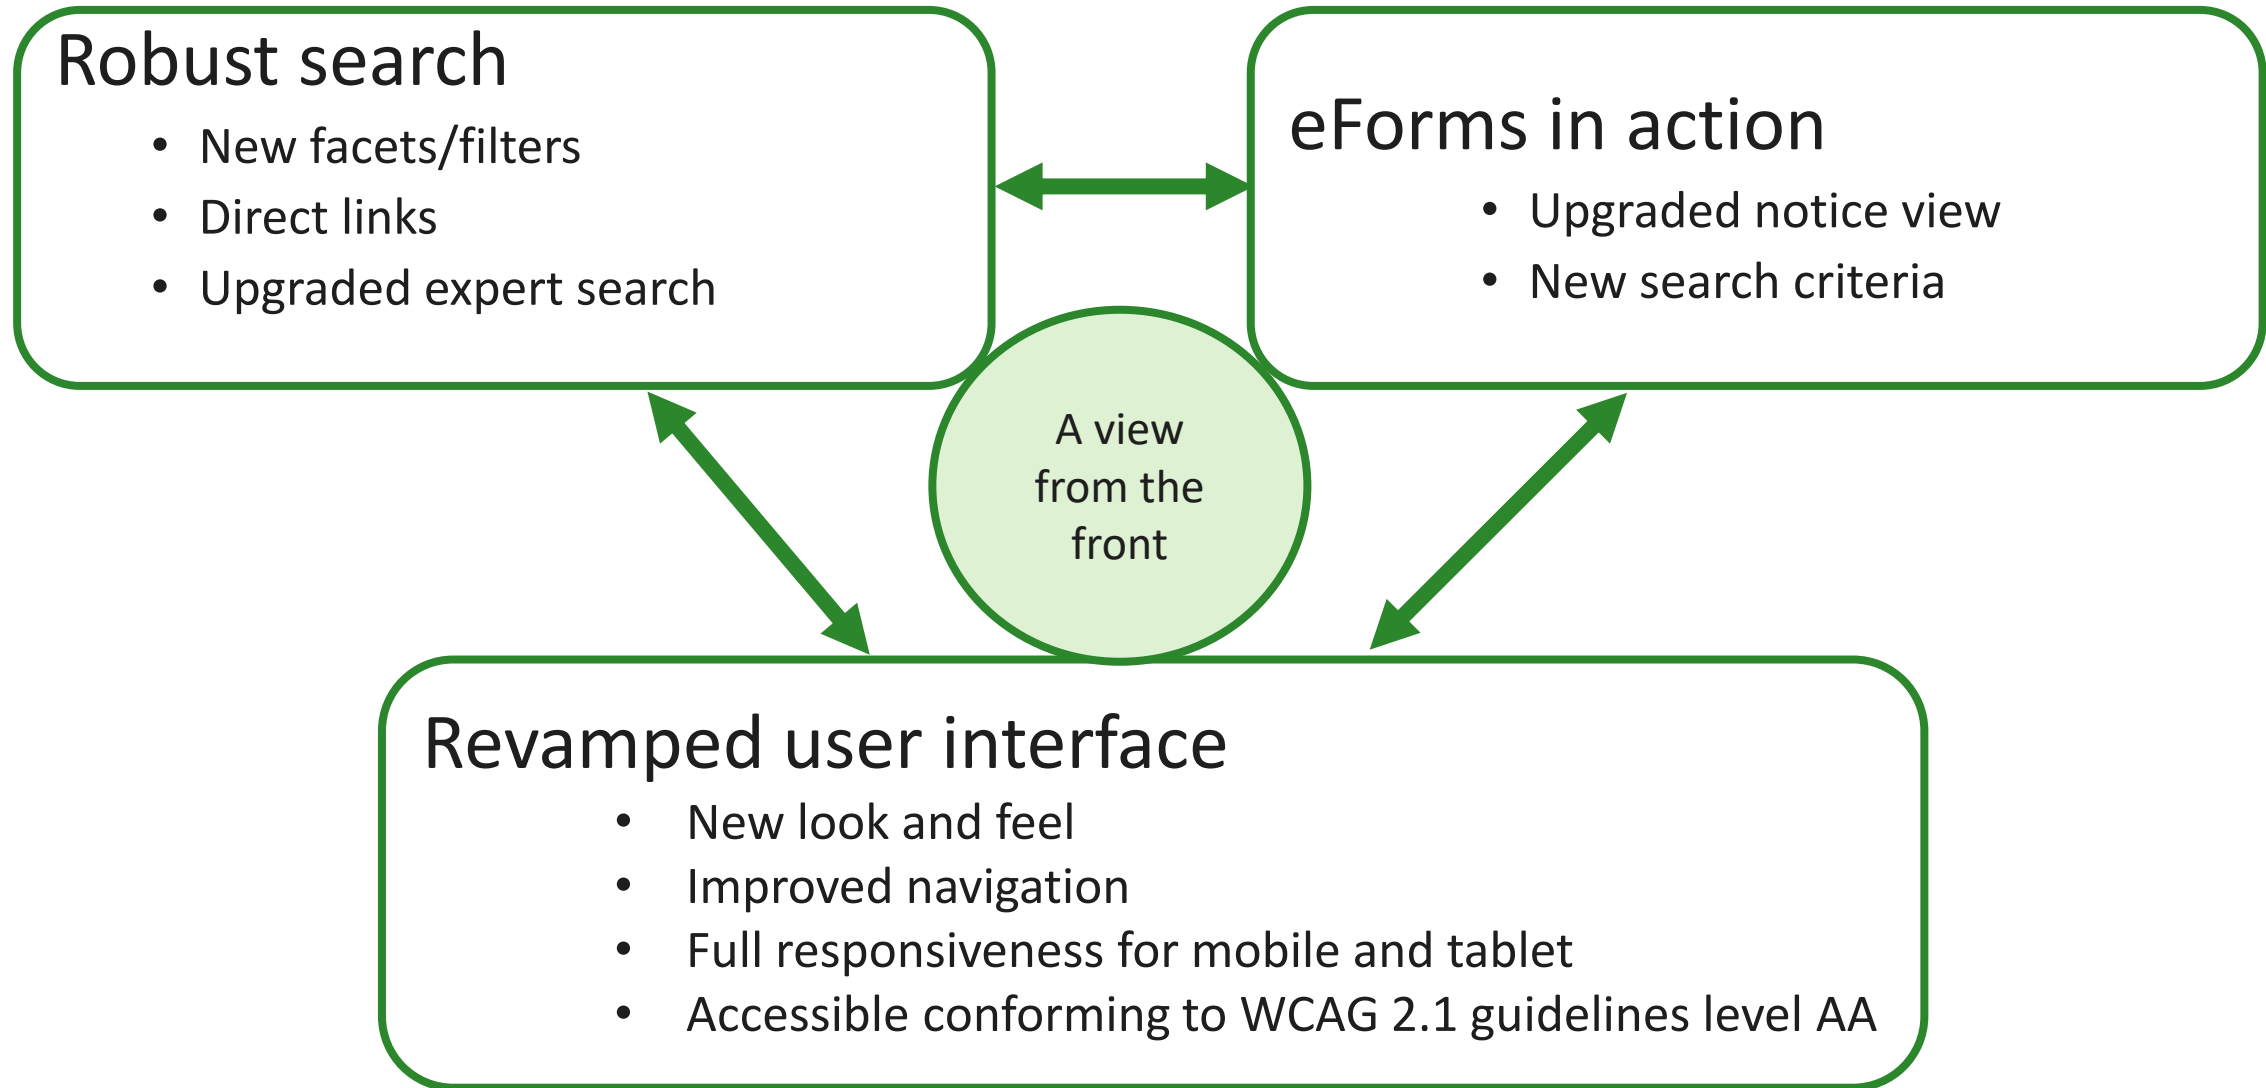 Robust search
• New facets/filters
• Direct links
• Upgraded expert search
eForms in action
• Upgraded notice view
• New search criteria
A view
from the
front
Revamped user interface
• New look and feel
• Improved navigation
• Full responsiveness for mobile and tablet
• Accessible conforming to WCAG 2.1 guidelines level AA